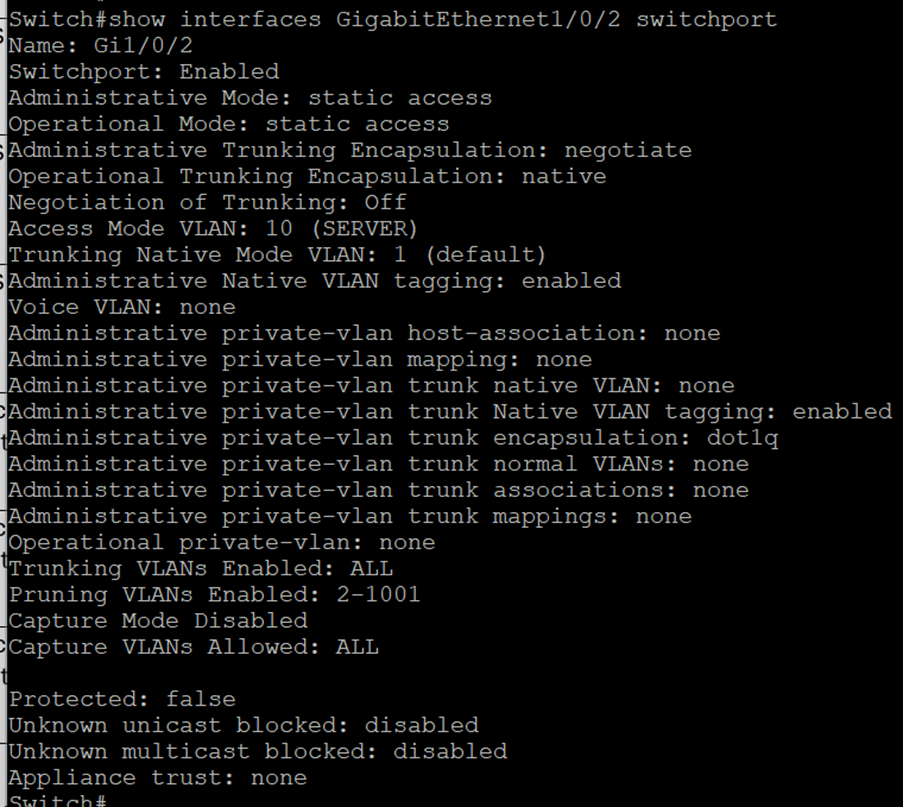 Switch#show interfaces GigabitEthernet1/0/2 switchport
Name: Gi1/0/2
Switchport: Enabled
Administrative Mode: static access
Operational Mode: static access
Administrative Trunking Encapsulation: negotiate
Operational Trunking Encapsulation: native
Negotiation of Trunking: Off
Access Mode VLAN: 10 (SERVER)
Trunking Native Mode VLAN: 1 (default)
Administrative Native VLAN tagging: enabled
Voice VLAN: none
Administrative private-vlan host-association: none
Administrative private-vlan mapping: none
Administrative private-vlan trunk native VLAN: none
Administrative private-vlan trunk Native VLAN tagging: enabled
Administrative private-vlan trunk encapsulation: dot1q
Administrative private-vlan trunk normal VLANs: none
Administrative private-vlan trunk associations: none
Administrative private-vlan trunk mappings: none
Operational private-vlan: none
Trunking VLANs Enabled: ALL
Pruning VLANs Enabled: 2-1001
Capture Mode Disabled
Capture VLANs Allowed: ALL
Protected: false
Unknown unicast blocked: disabled
Unknown multicast blocked: disabled
Appliance trust: none
Switch#